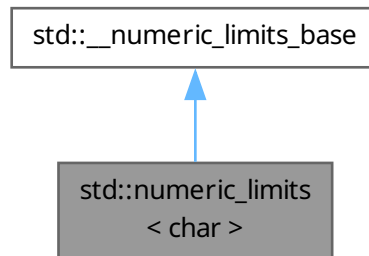 std::__numeric_limits_base
std::numeric_limits
< char >